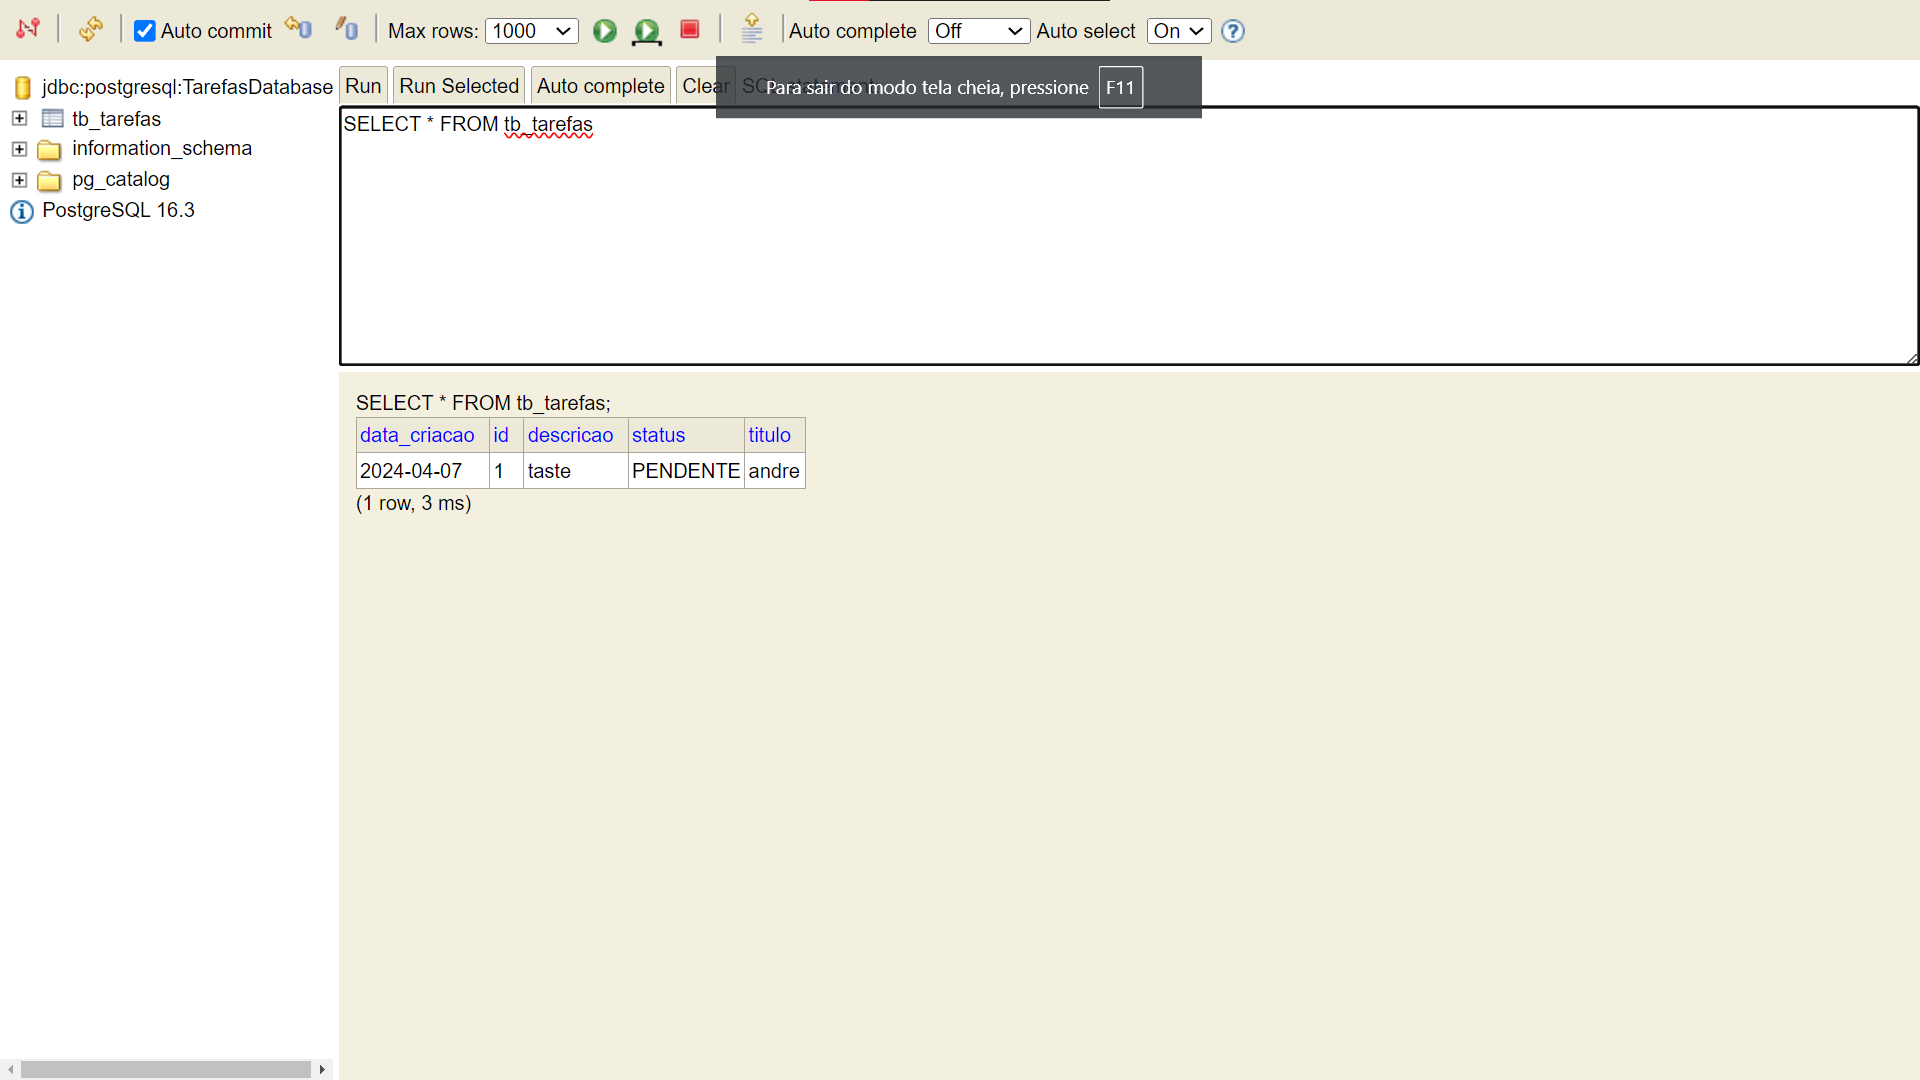 Auto commit Max rows: 1000 Auto complete Off Auto select On
jdbc:postgresql:TarefasDatabase
tb_tarefas
information_schema
pg_catalog
PostgreSQL 16.3
Run Run Selected Auto complete Clear SQL statement:
Para sair do modo tela cheia, pressione F11
SELECT * FROM tb_tarefas
SELECT * FROM tb_tarefas;
data_criacao id descricao status titulo
2024-04-07 1 taste PENDENTE andre
(1 row, 3 ms)